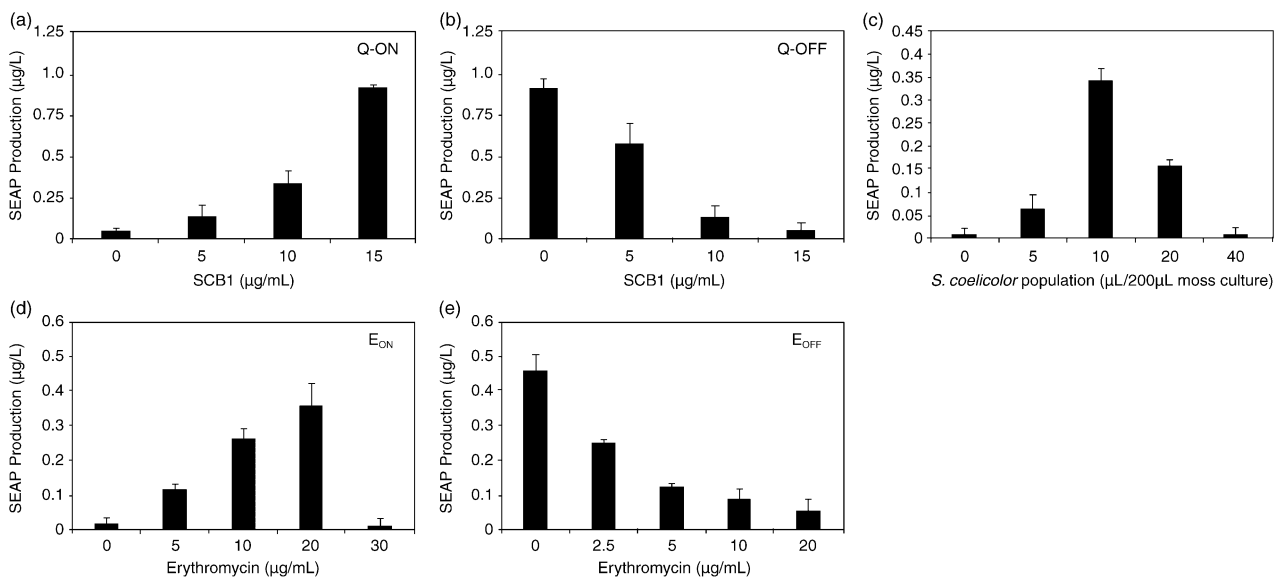 (a)
SEAP Production (µg/L)
1.25
1.0
0.75
0.5
0.25
0
Q-ON
0 5 10 15
SCB1 (µg/mL)
(b)
SEAP Production (µg/L)
1.25
1.0
0.75
0.5
0.25
0
Q-OFF
0 5 10 15
SCB1 (µg/mL)
(c)
SEAP Production (µg/L)
0.45
0.4
0.35
0.3
0.25
0.2
0.15
0.1
0.05
0
0 5 10 20 40
S. coelicolor population (µL/200µL moss culture)
(d)
SEAP Production (µg/L)
0.6
0.5
0.4
0.3
0.2
0.1
0
EON
0 5 10 20 30
Erythromycin (µg/mL)
(e)
SEAP Production (µg/L)
0.6
0.5
0.4
0.3
0.2
0.1
0
EOFF
0 2.5 5 10 20
Erythromycin (µg/mL)